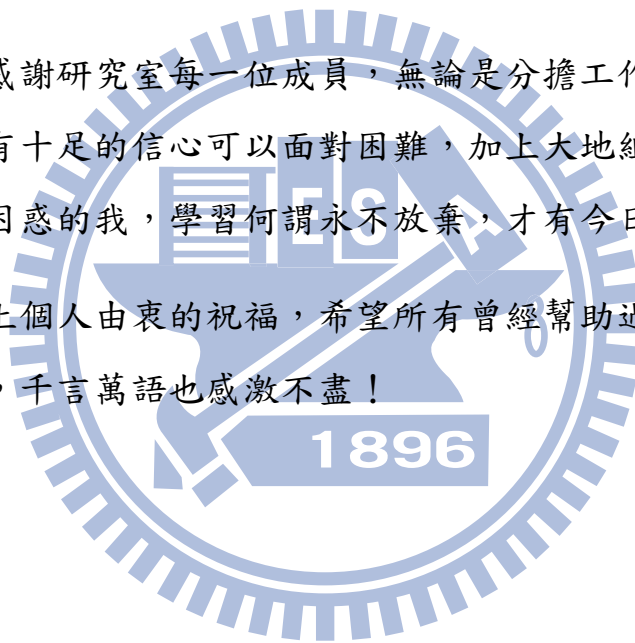 感謝研究室每一位成員，無論是分擔工作
有十足的信心可以面對困難，加上大地
困惑的我，學習何謂永不放棄，才有今日
上個人由衷的祝福，希望所有曾經幫助過
，千言萬語也感激不盡！
E S A
1896